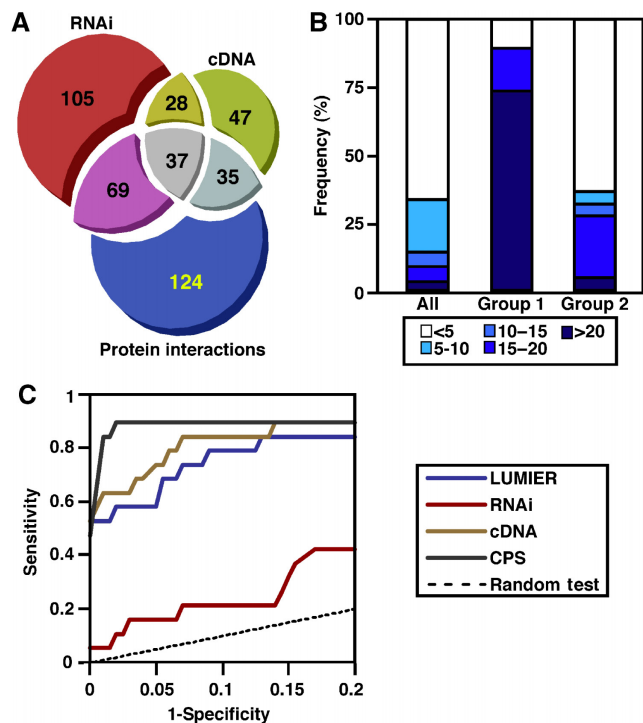 A
RNAi
cDNA
105
28
47
37
69
35
124
Protein interactions
B
Frequency (%)
100
75
50
25
0
All
Group 1
Group 2
<5
10–15
>20
5-10
15–20
C
Sensitivity
1
0.8
0.6
0.4
0.2
0
0
0.05
0.1
0.15
0.2
1-Specificity
LUMIER
RNAi
cDNA
CPS
Random test